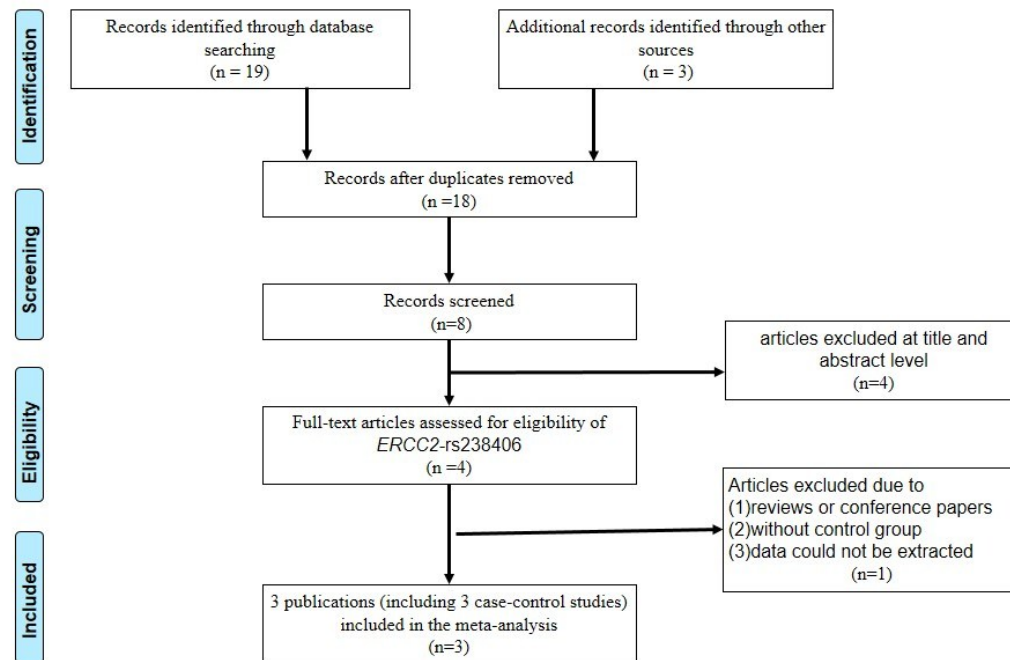 Identification
Records identified through database
searching
(n = 19)
Additional records identified through other
sources
(n = 3)
Records after duplicates removed
(n =18)
Screening
Records screened
(n=8)
articles excluded at title and
abstract level
(n=4)
Eligibility
Full-text articles assessed for eligibility of
ERCC2-rs238406
(n =4)
Articles excluded due to
(1)reviews or conference papers
(2)without control group
(3)data could not be extracted
(n=1)
Included
3 publications (including 3 case-control studies)
included in the meta-analysis
(n=3)